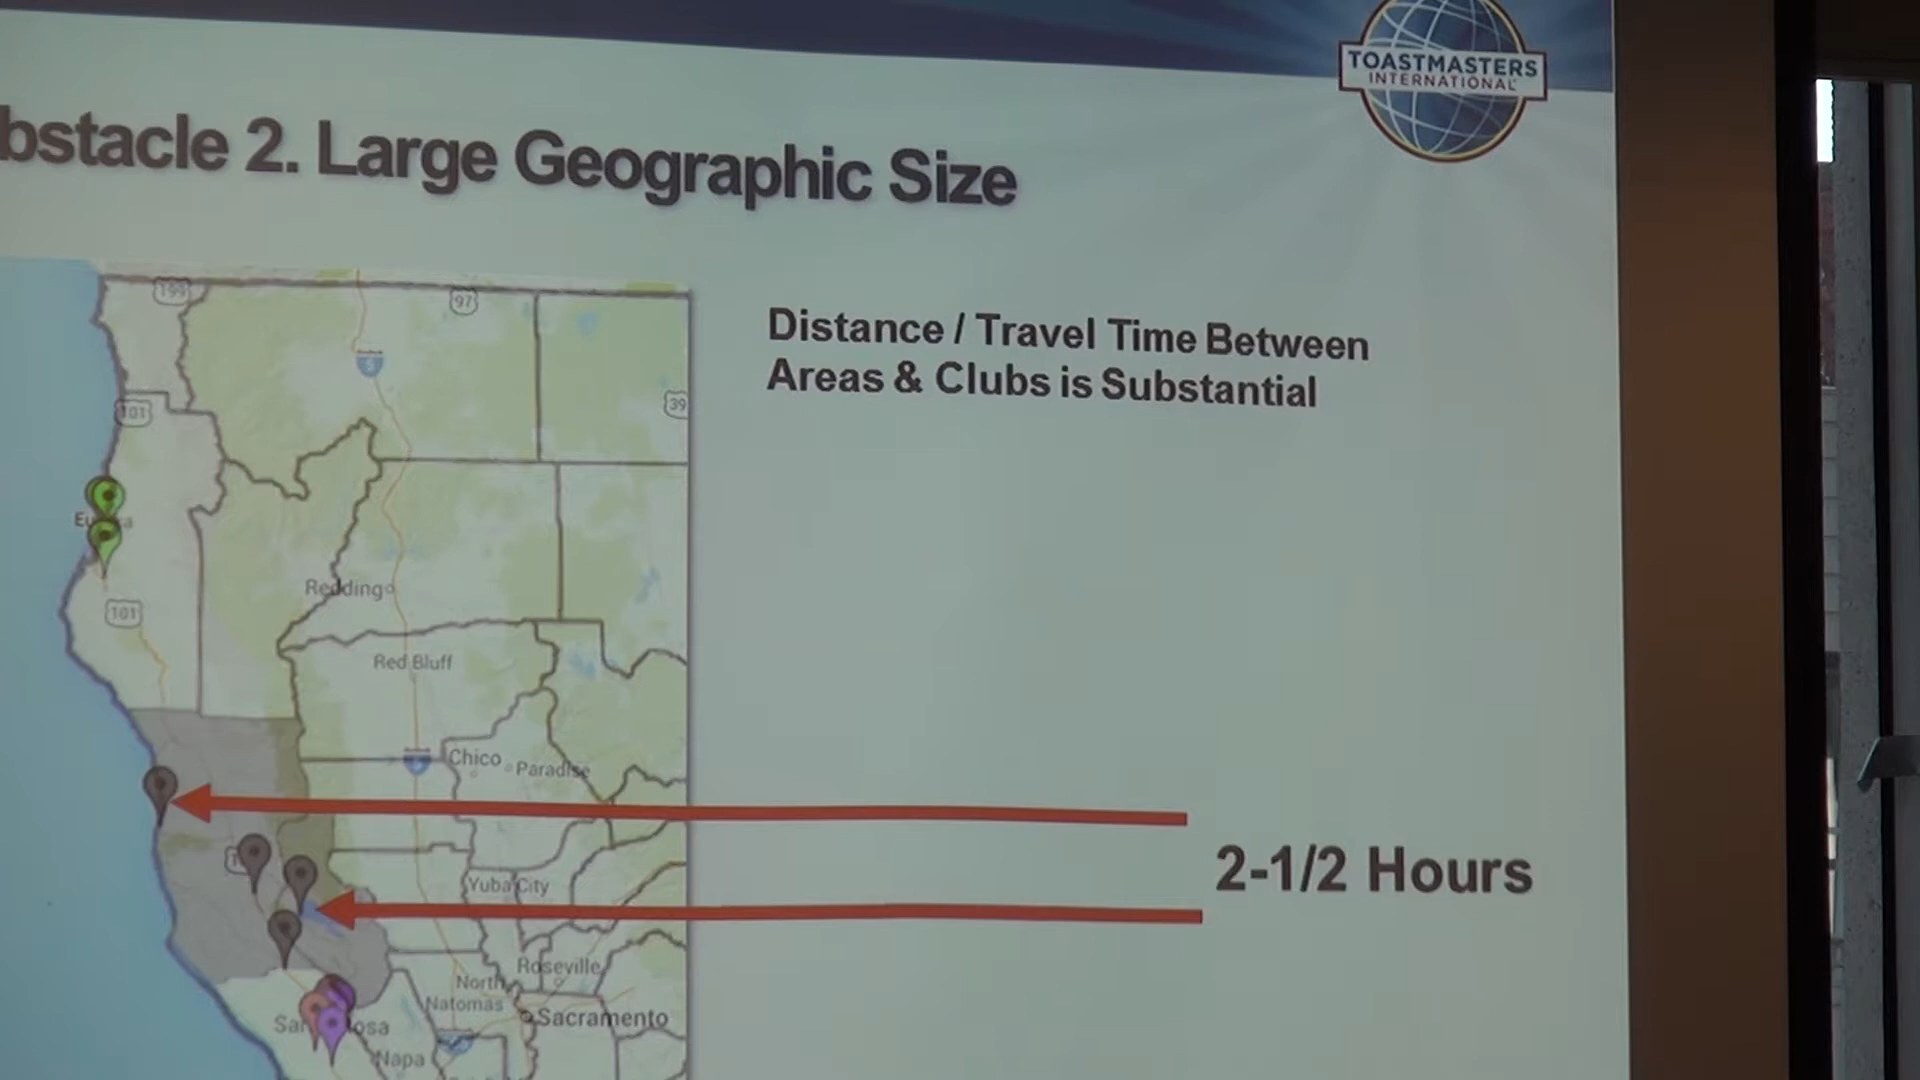 TOASTMASTERS
INTERNATIONAL
bstacle 2. Large Geographic Size
Distance / Travel Time Between
Areas & Clubs is Substantial
199
97
5
101
39
101
Redding
Red Bluff
Chico
Paradise
Yuba City
2-1/2 Hours
Roseville
North
Natomas
Sacramento
Napa